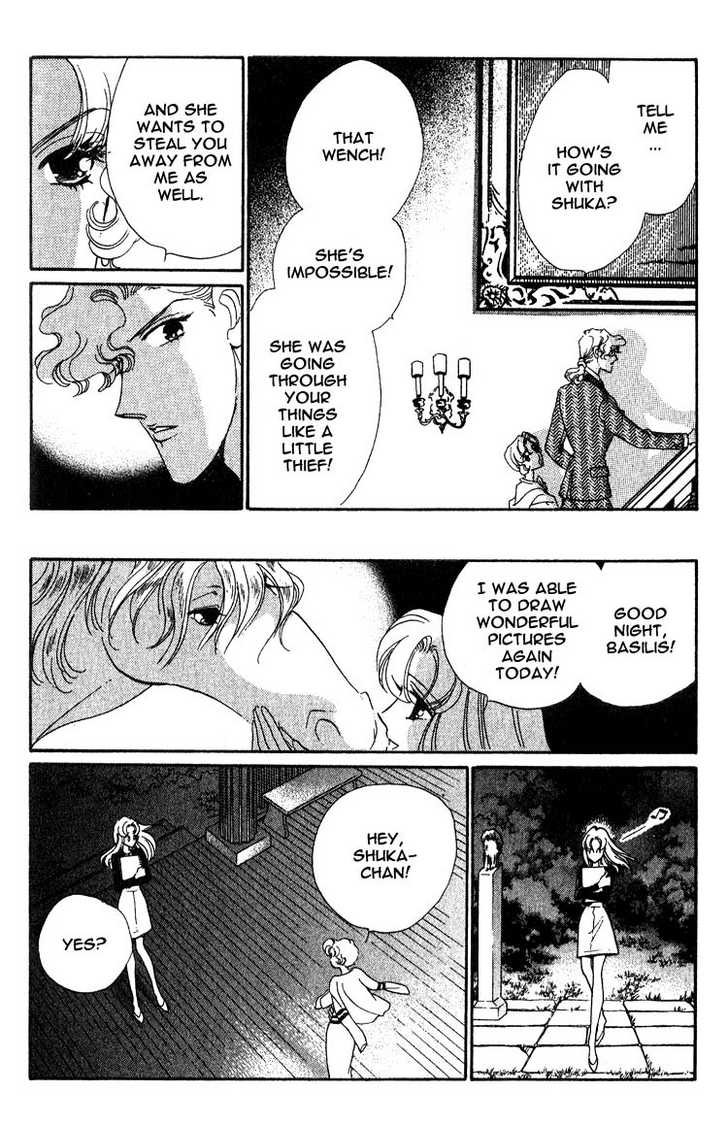 TELL
ME
...
HOW'S
IT GOING
WITH
SHUKA?
THAT
WENCH!
SHE'S
IMPOSSIBLE!
SHE WAS
GOING
THROUGH
YOUR
THINGS
LIKE A
LITTLE
THIEF!
AND SHE
WANTS TO
STEAL YOU
AWAY FROM
ME AS
WELL.
GOOD
NIGHT,
BASILIS!
I WAS ABLE
TO DRAW
WONDERFUL
PICTURES
AGAIN
TODAY!
HEY,
SHUKA-
CHAN!
YES?